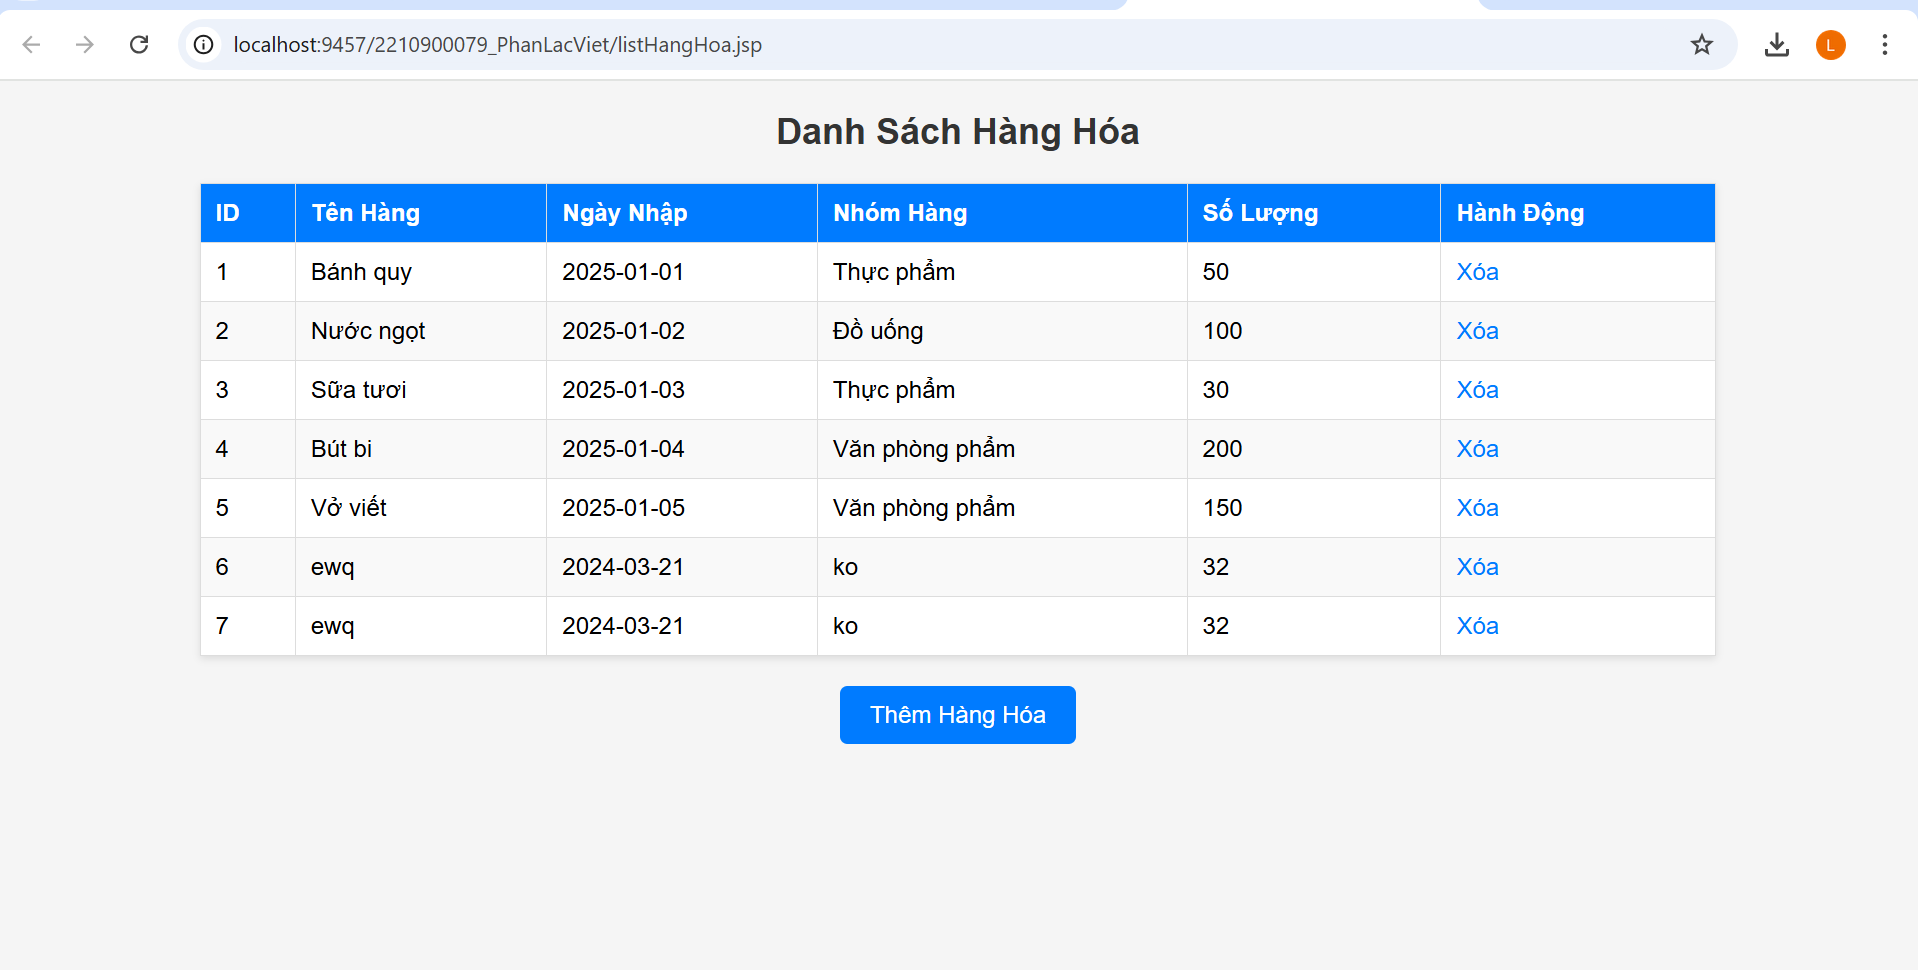 localhost:9457/2210900079_PhanLacViet/listHangHoa.jsp
L
Danh Sách Hàng Hóa
ID Tên Hàng Ngày Nhập Nhóm Hàng Số Lượng Hành Động
1 Bánh quy 2025-01-01 Thực phẩm 50 Xóa
2 Nước ngọt 2025-01-02 Đồ uống 100 Xóa
3 Sữa tươi 2025-01-03 Thực phẩm 30 Xóa
4 Bút bi 2025-01-04 Văn phòng phẩm 200 Xóa
5 Vở viết 2025-01-05 Văn phòng phẩm 150 Xóa
6 ewq 2024-03-21 ko 32 Xóa
7 ewq 2024-03-21 ko 32 Xóa
Thêm Hàng Hóa